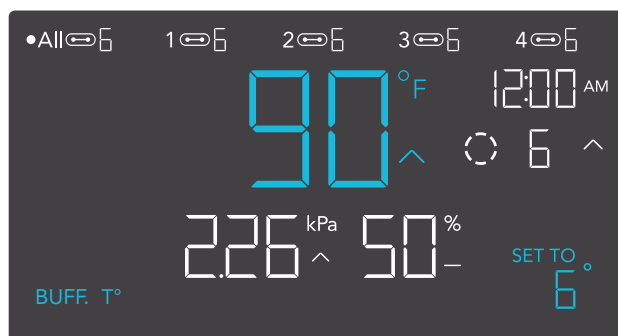 •All 6 1 6 2 6 3 6 4 6
90 °F 12:00 AM
6
2.26 kPa 50 %
SET TO
BUFF. T° 6°